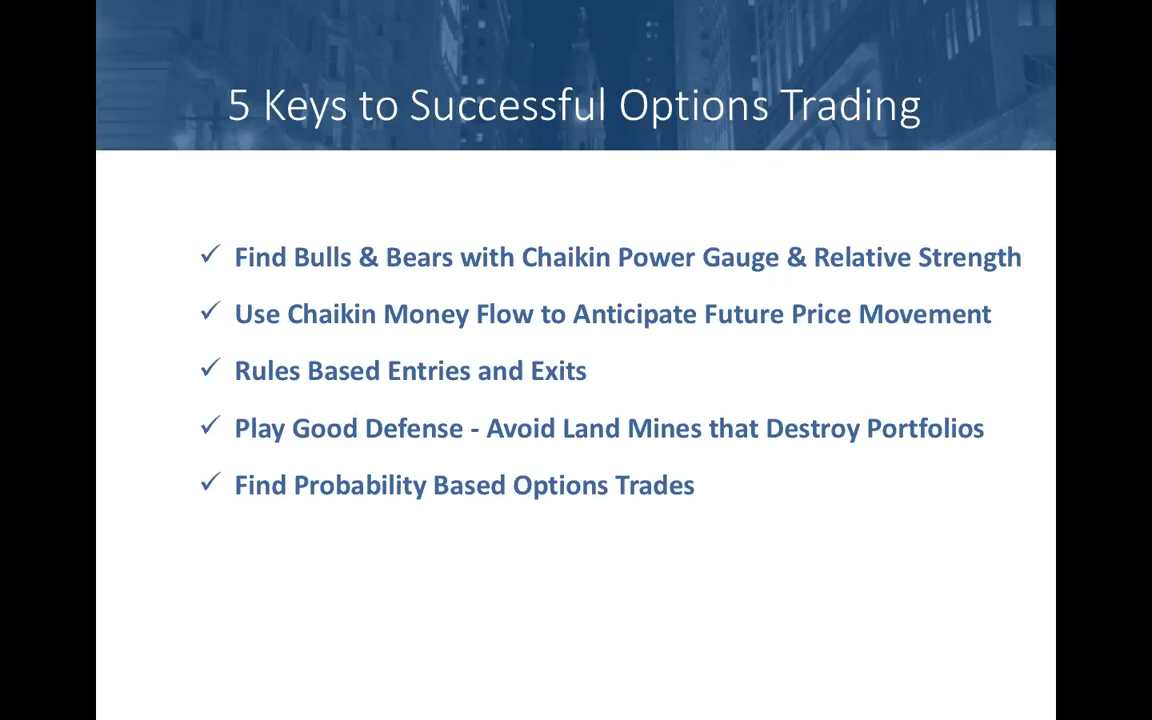 5 Keys to Successful Options Trading
✓ Find Bulls & Bears with Chaikin Power Gauge & Relative Strength
✓ Use Chaikin Money Flow to Anticipate Future Price Movement
✓ Rules Based Entries and Exits
✓ Play Good Defense - Avoid Land Mines that Destroy Portfolios
✓ Find Probability Based Options Trades